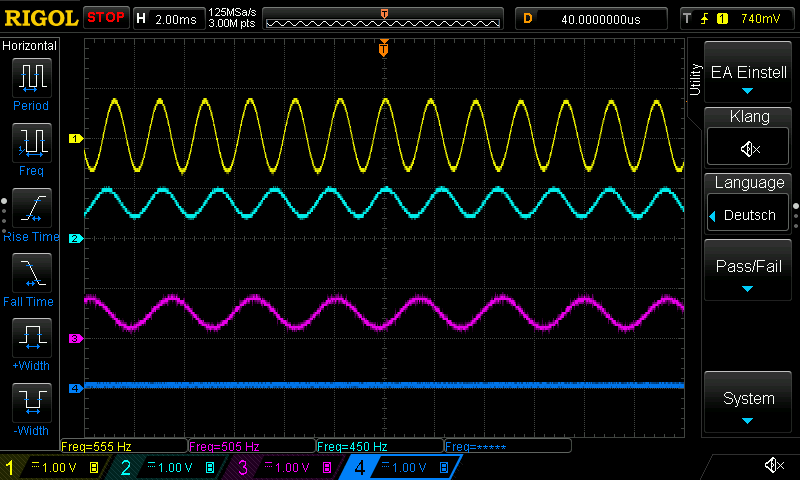 RIGOL STOP H 2.00ms 125MSa/s
3.00M pts
T D 40.0000000us T 1 740mV
Horizontal
Period
Freq
Rise Time
Fall Time
+Width
-Width
T
1
2
3
4
Utility
EA Einstell
Klang
Language
Deutsch
Pass/Fail
System
Freq=555 Hz Freq=505 Hz Freq=450 Hz Freq=*****
1 1.00 V B 2 1.00 V B 3 1.00 V B 4 1.00 V B